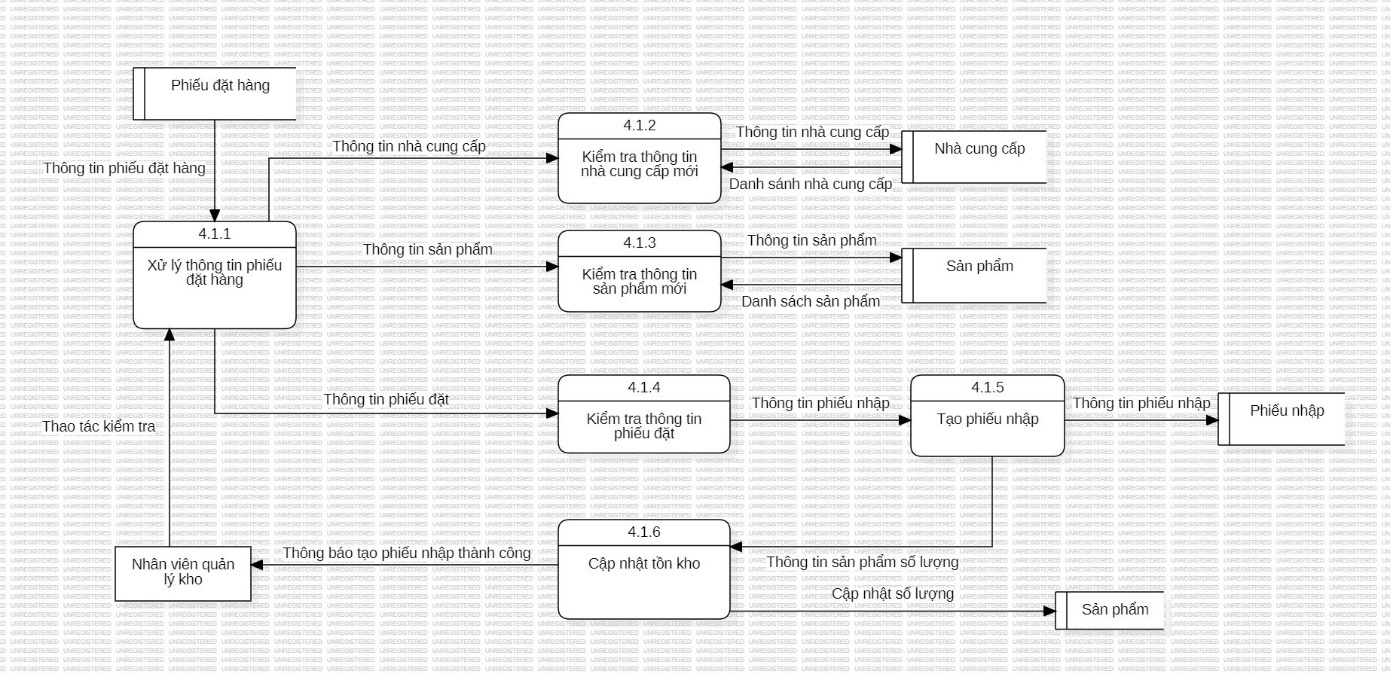 Phiếu đặt hàng
Thông tin phiếu đặt hàng
Thông tin nhà cung cấp
4.1.2
Kiểm tra thông tin
nhà cung cấp mới
Thông tin nhà cung cấp
Danh sánh nhà cung cấp
Nhà cung cấp
4.1.1
Xử lý thông tin phiếu
đặt hàng
Thông tin sản phẩm
4.1.3
Kiểm tra thông tin
sản phẩm mới
Thông tin sản phẩm
Danh sách sản phẩm
Sản phẩm
Thông tin phiếu đặt
4.1.4
Kiểm tra thông tin
phiếu đặt
Thông tin phiếu nhập
4.1.5
Tạo phiếu nhập
Thông tin phiếu nhập
Phiếu nhập
Thao tác kiểm tra
Nhân viên quản
lý kho
Thông báo tạo phiếu nhập thành công
4.1.6
Cập nhật tồn kho
Thông tin sản phẩm số lượng
Cập nhật số lượng
Sản phẩm
UNREGISTERED